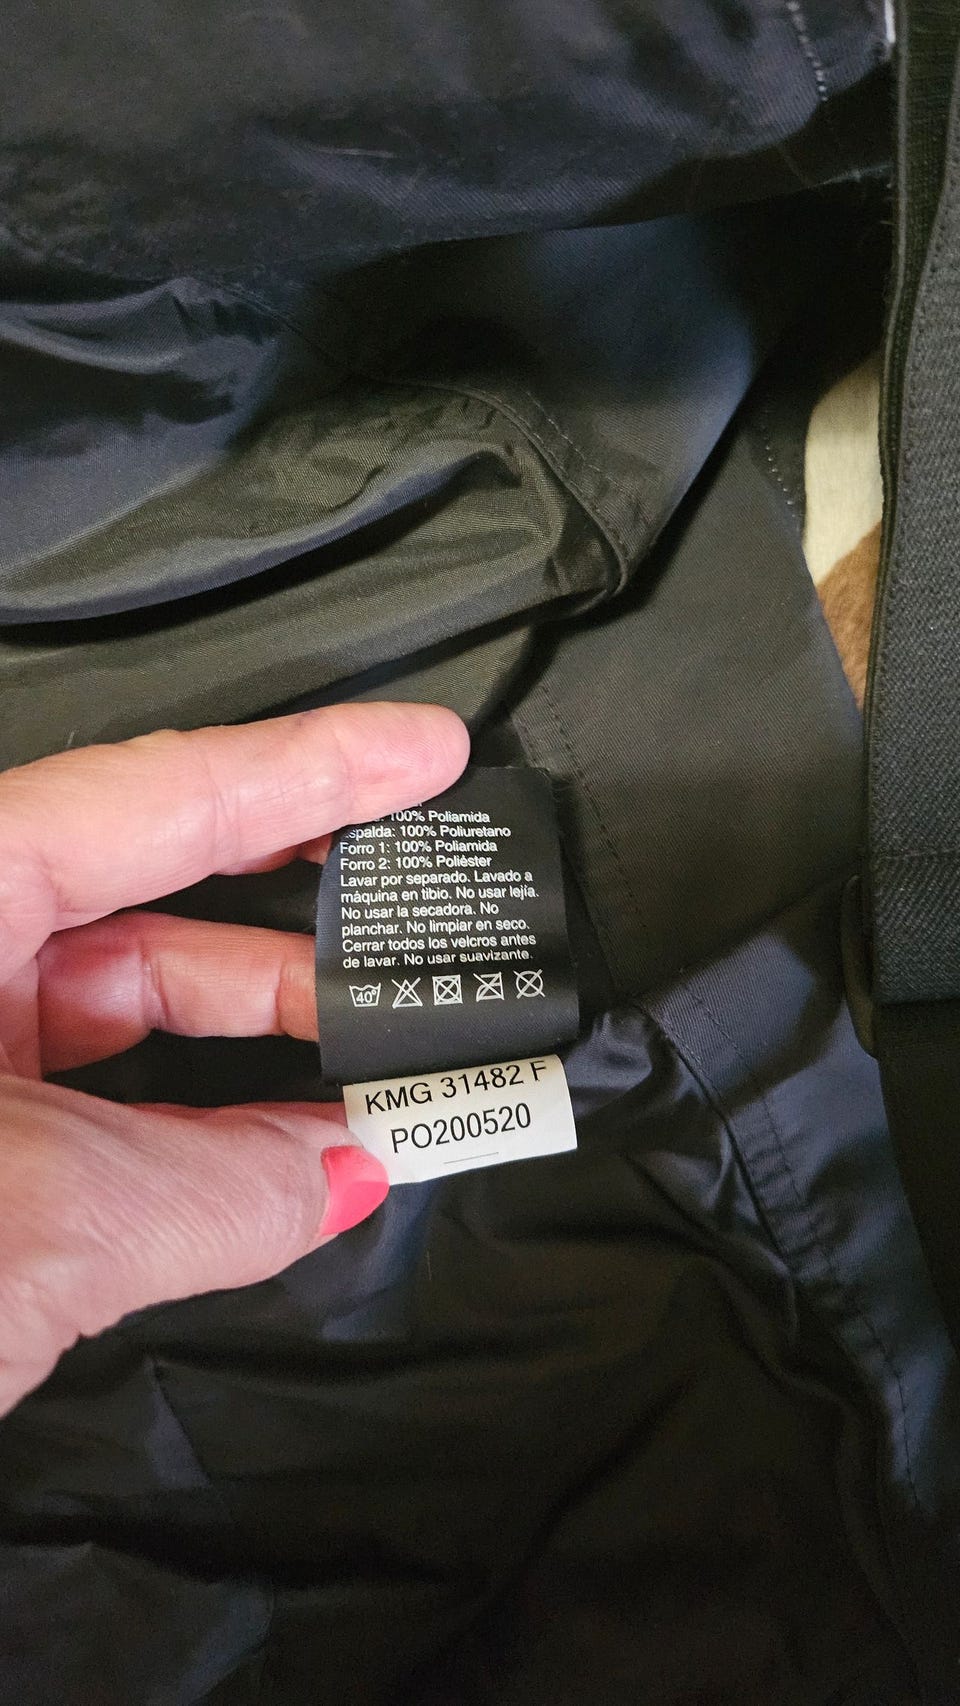 100% Poliamida
spalda: 100% Poliuretano
Forro 1: 100% Poliamida
Forro 2: 100% Poliéster
Lavar por separado. Lavado a
máquina en tibio. No usar lejía.
No usar la secadora. No
planchar. No limpiar en seco.
Cerrar todos los velcros antes
de lavar. No usar suavizante.
40°
KMG 31482 F
PO200520